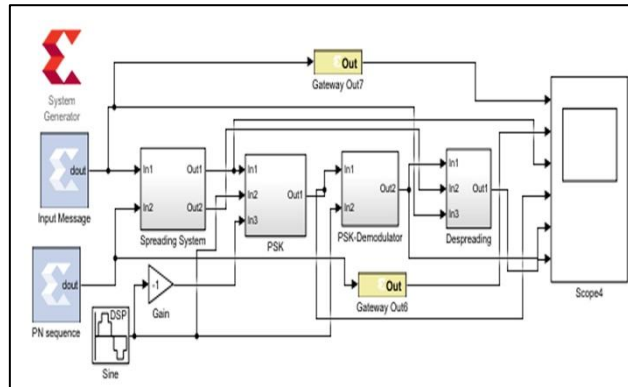 Out
Gateway Out7
System
Generator
dout
Input Message
In1
In2
Out1
Out2
Spreading System
In1
In2
In3
Out1
PSK
In1
In2
Out2
PSK-Demodulator
In1
In2
In3
Out1
Despreading
Scope4
dout
PN sequence
-1
Gain
Out
Gateway Out6
DSP
Sine